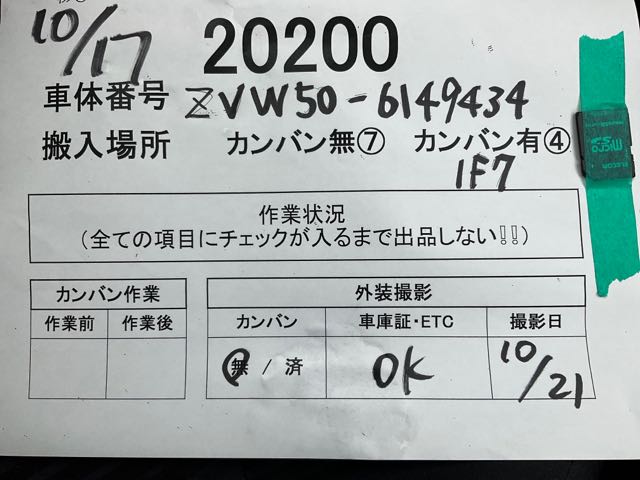 10/17
20200
車体番号 ZVW50-6149434
搬入場所 カンバン無⑦ カンバン有④
1F7
作業状況
(全ての項目にチェックが入るまで出品しない!!)
カンバン作業
作業前 作業後
外装撮影
カンバン 車庫証・ETC 撮影日
無 / 済 OK 10/21
micro
ELECOM